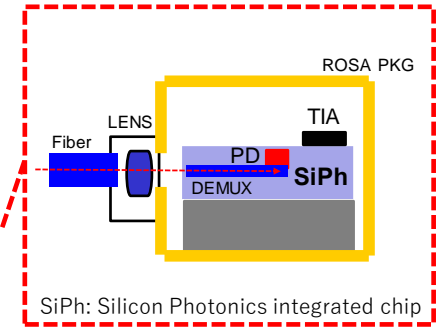 ROSA PKG
LENS
TIA
Fiber
PD
SiPh
DEMUX
SiPh: Silicon Photonics integrated chip